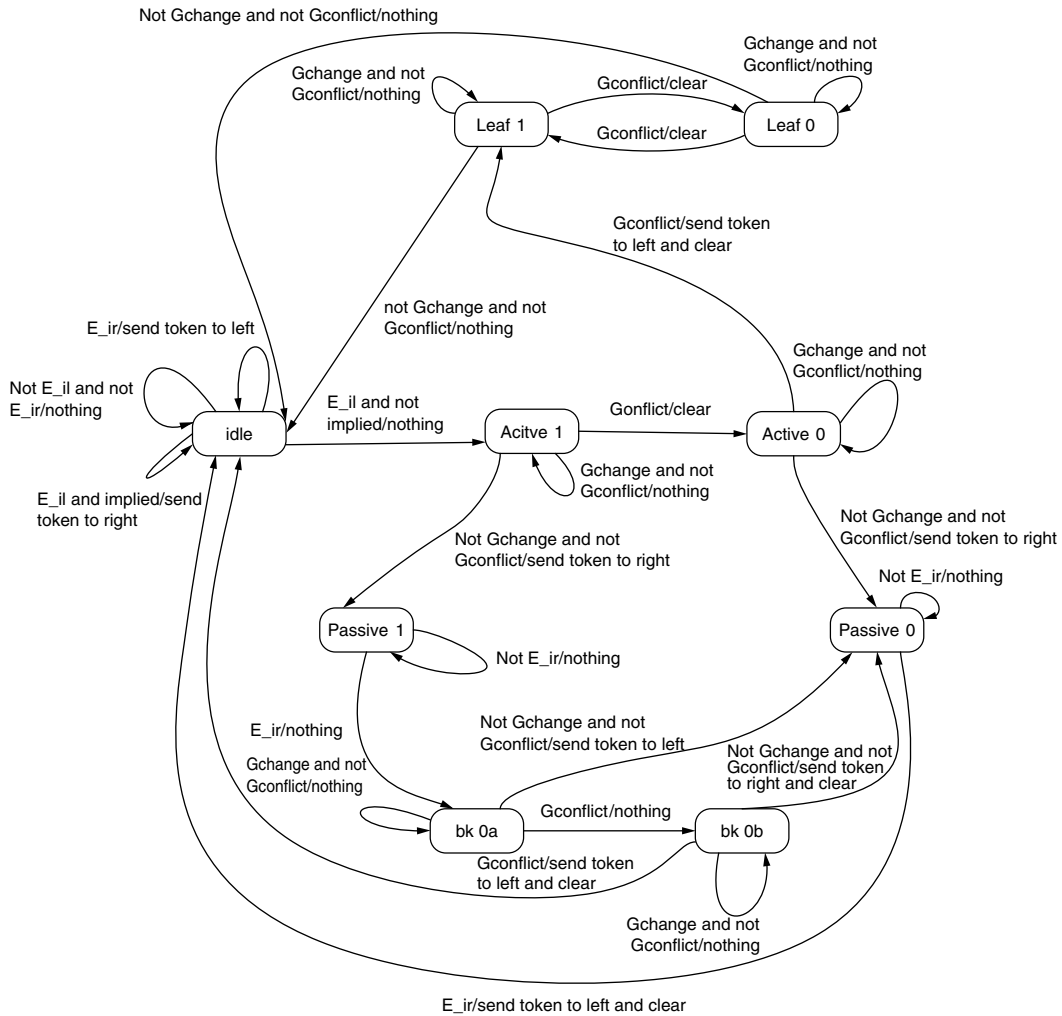 Not Gchange and not Gconflict/nothing
Gchange and not
Gconflict/nothing
Gchange and not
Gconflict/nothing
Gconflict/clear
Leaf 1
Leaf 0
Gconflict/clear
Gconflict/send token
to left and clear
not Gchange and not
Gconflict/nothing
E_ir/send token to left
Gchange and not
Gconflict/nothing
Not E_il and not
E_ir/nothing
E_il and not
implied/nothing
Gonflict/clear
idle
Acitve 1
Active 0
Gchange and not
Gconflict/nothing
E_il and implied/send
token to right
Not Gchange and not
Gconflict/send token to right
Not Gchange and not
Gconflict/send token to right
Not E_ir/nothing
Passive 1
Passive 0
Not E_ir/nothing
E_ir/nothing
Not Gchange and not
Gconflict/send token to left
Not Gchange and not
Gconflict/send token
to right and clear
Gchange and not
Gconflict/nothing
Gconflict/nothing
bk 0a
bk 0b
Gconflict/send token
to left and clear
Gchange and not
Gconflict/nothing
E_ir/send token to left and clear